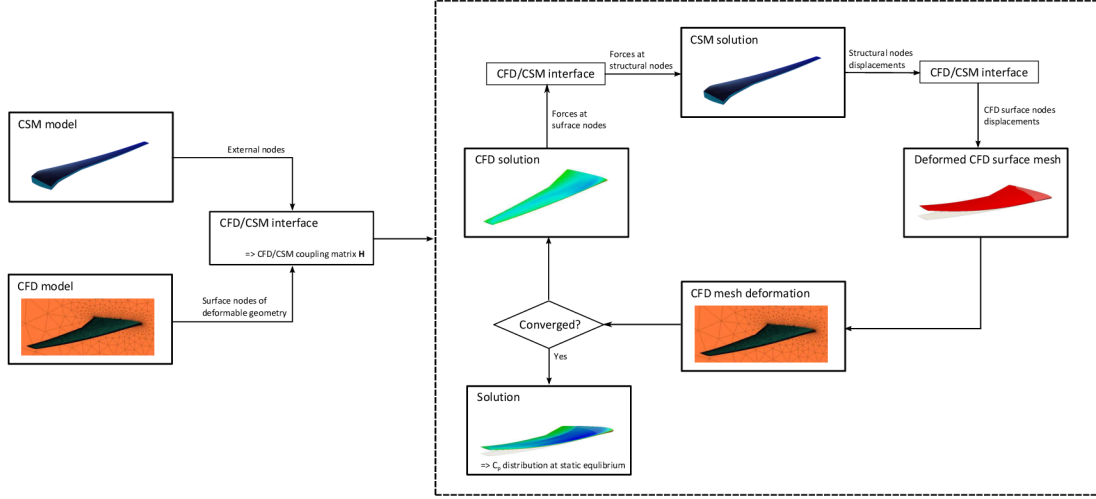 CSM model
External nodes
CFD/CSM interface
=> CFD/CSM coupling matrix H
CFD model
Surface nodes of
deformable geometry
CFD/CSM interface
Forces at
structural nodes
CSM solution
Structural nodes
displacements
CFD/CSM interface
Forces at
sufrace nodes
CFD surface nodes
displacements
CFD solution
Deformed CFD surface mesh
CFD mesh deformation
Converged?
Yes
Solution
=> Cp distribution at static equlibrium